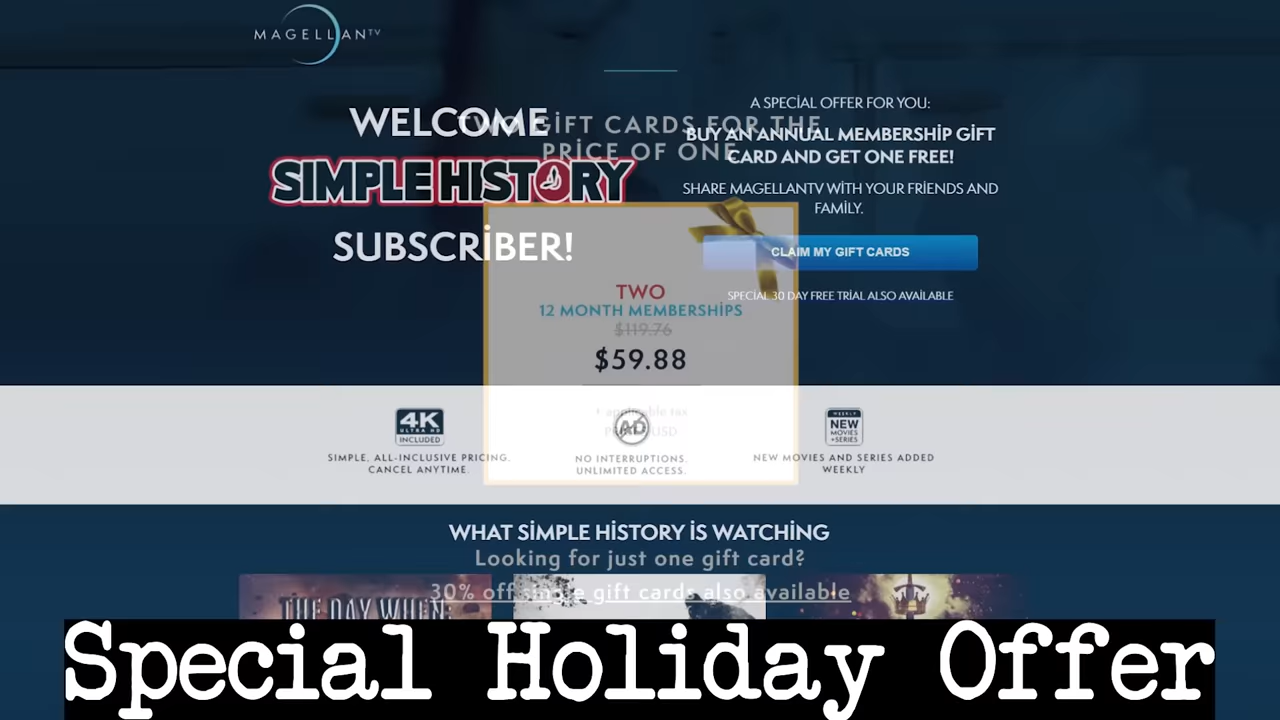 MAGELLANTV
WELCOME
SIMPLE HISTORY
SUBSCRIBER!
A SPECIAL OFFER FOR YOU:
BUY AN ANNUAL MEMBERSHIP GIFT
CARD AND GET ONE FREE!
SHARE MAGELLANTV WITH YOUR FRIENDS AND
FAMILY.
CLAIM MY GIFT CARDS
SPECIAL 30 DAY FREE TRIAL ALSO AVAILABLE
TWO GIFT CARDS FOR THE
PRICE OF ONE
TWO
12 MONTH MEMBERSHIPS
$119.76
$59.88
+ applicable tax
USD
4K
ULTRA HD
INCLUDED
SIMPLE, ALL-INCLUSIVE PRICING.
CANCEL ANYTIME.
AD
NO INTERRUPTIONS.
UNLIMITED ACCESS.
WEEKLY
NEW
MOVIES
+SERIES
NEW MOVIES AND SERIES ADDED
WEEKLY
WHAT SIMPLE HISTORY IS WATCHING
Looking for just one gift card?
30% off single gift cards also available
THE DAY WHEN
Special Holiday Offer